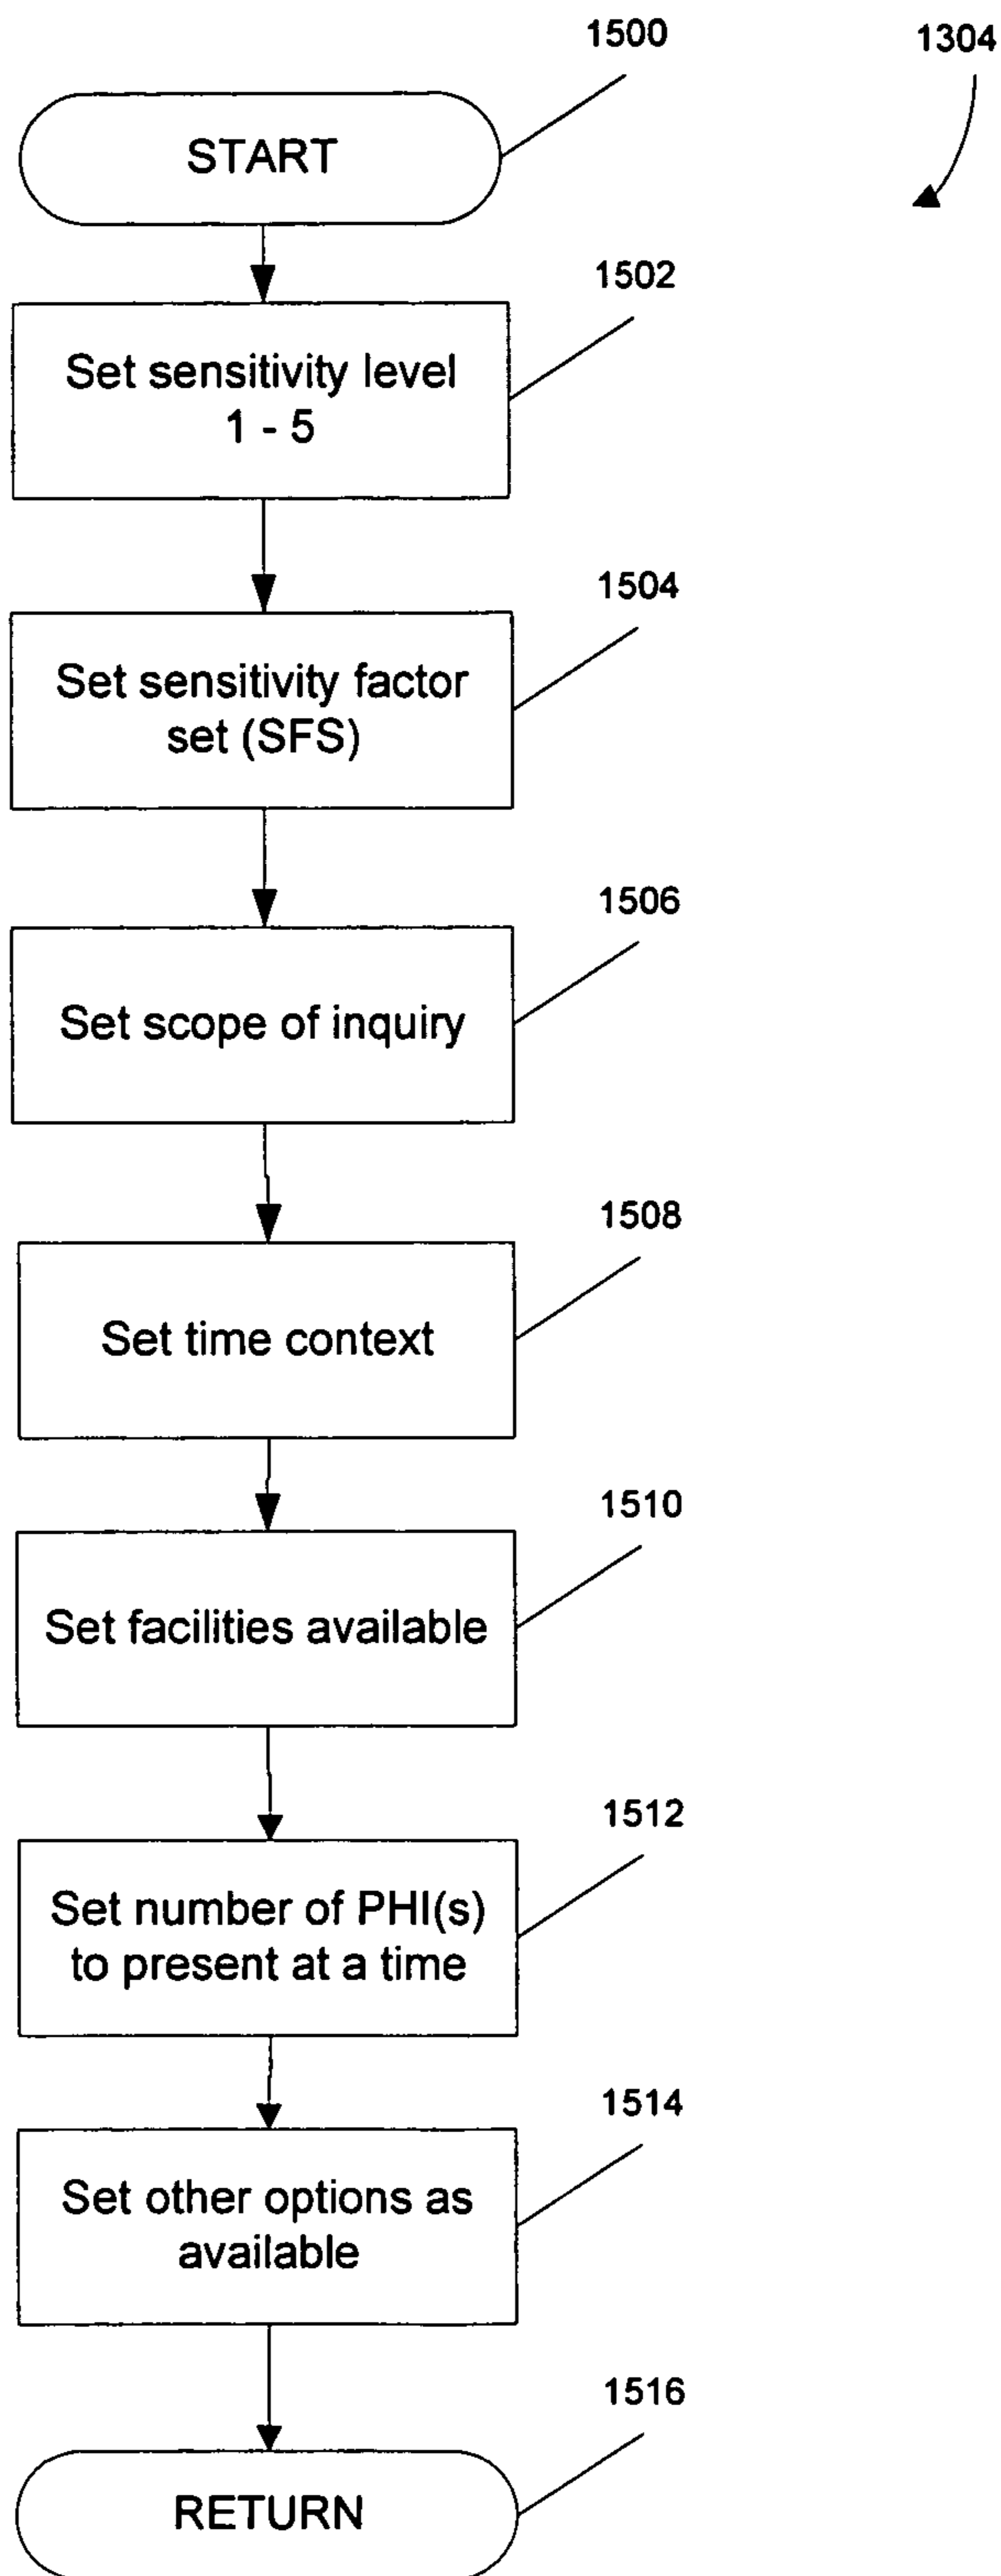 1500
1304
START
1502
Set sensitivity level
1 - 5
1504
Set sensitivity factor
set (SFS)
1506
Set scope of inquiry
1508
Set time context
1510
Set facilities available
1512
Set number of PHI(s)
to present at a time
1514
Set other options as
available
1516
RETURN